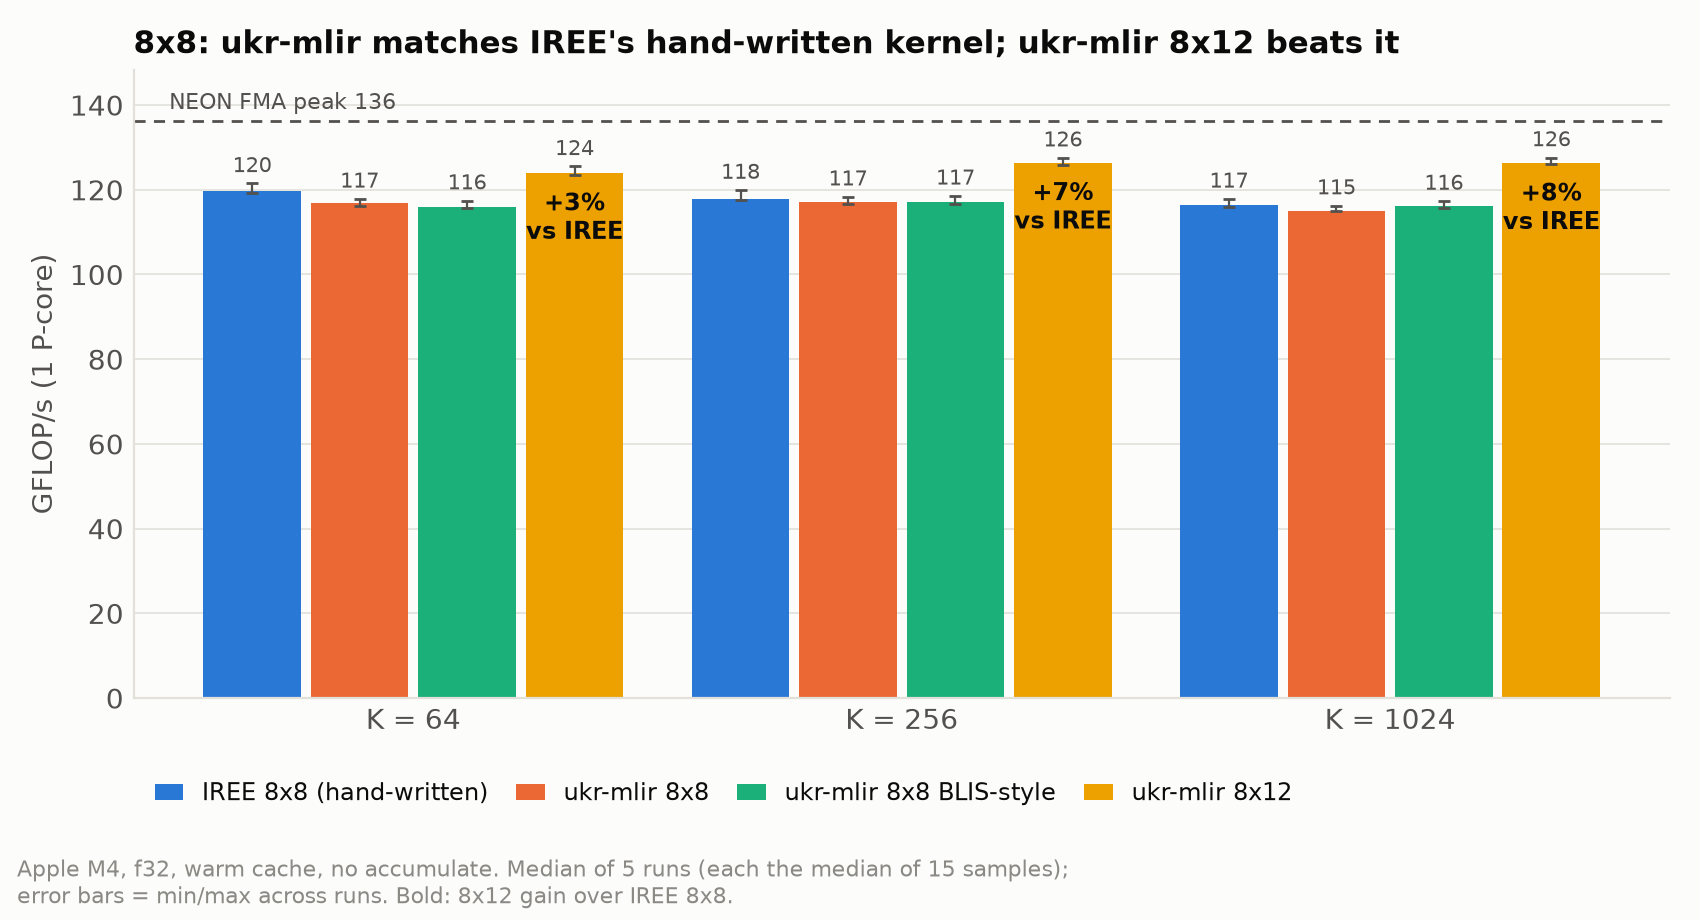 8x8: ukr-mlir matches IREE's hand-written kernel; ukr-mlir 8x12 beats it
GFLOP/s (1 P-core)
140
120
100
80
60
40
20
0
NEON FMA peak 136
120
117
116
124
+3%
vs IREE
118
117
117
126
+7%
vs IREE
117
115
116
126
+8%
vs IREE
K = 64
K = 256
K = 1024
IREE 8x8 (hand-written)
ukr-mlir 8x8
ukr-mlir 8x8 BLIS-style
ukr-mlir 8x12
Apple M4, f32, warm cache, no accumulate. Median of 5 runs (each the median of 15 samples);
error bars = min/max across runs. Bold: 8x12 gain over IREE 8x8.